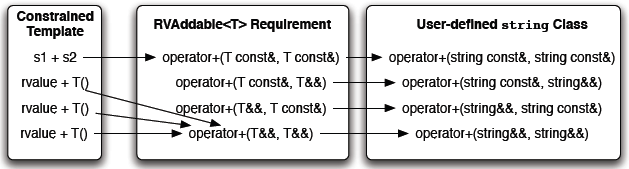 Constrained Template
RVAddable<T> Requirement
User-defined string Class
s1 + s2
operator+(T const&, T const&)
operator+(string const&, string const&)
rvalue + T()
operator+(T const&, T&&)
operator+(string const&, string&&)
rvalue + T()
operator+(T&&, T const&)
operator+(string&&, string const&)
rvalue + T()
operator+(T&&, T&&)
operator+(string&&, string&&)